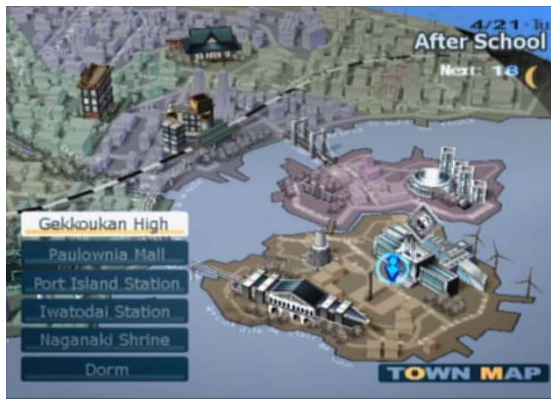 4/21 Tu
After School
Next: 18
Gekkoukan High
Paulownia Mall
Port Island Station
Iwatodai Station
Naganaki Shrine
Dorm
TOWN MAP